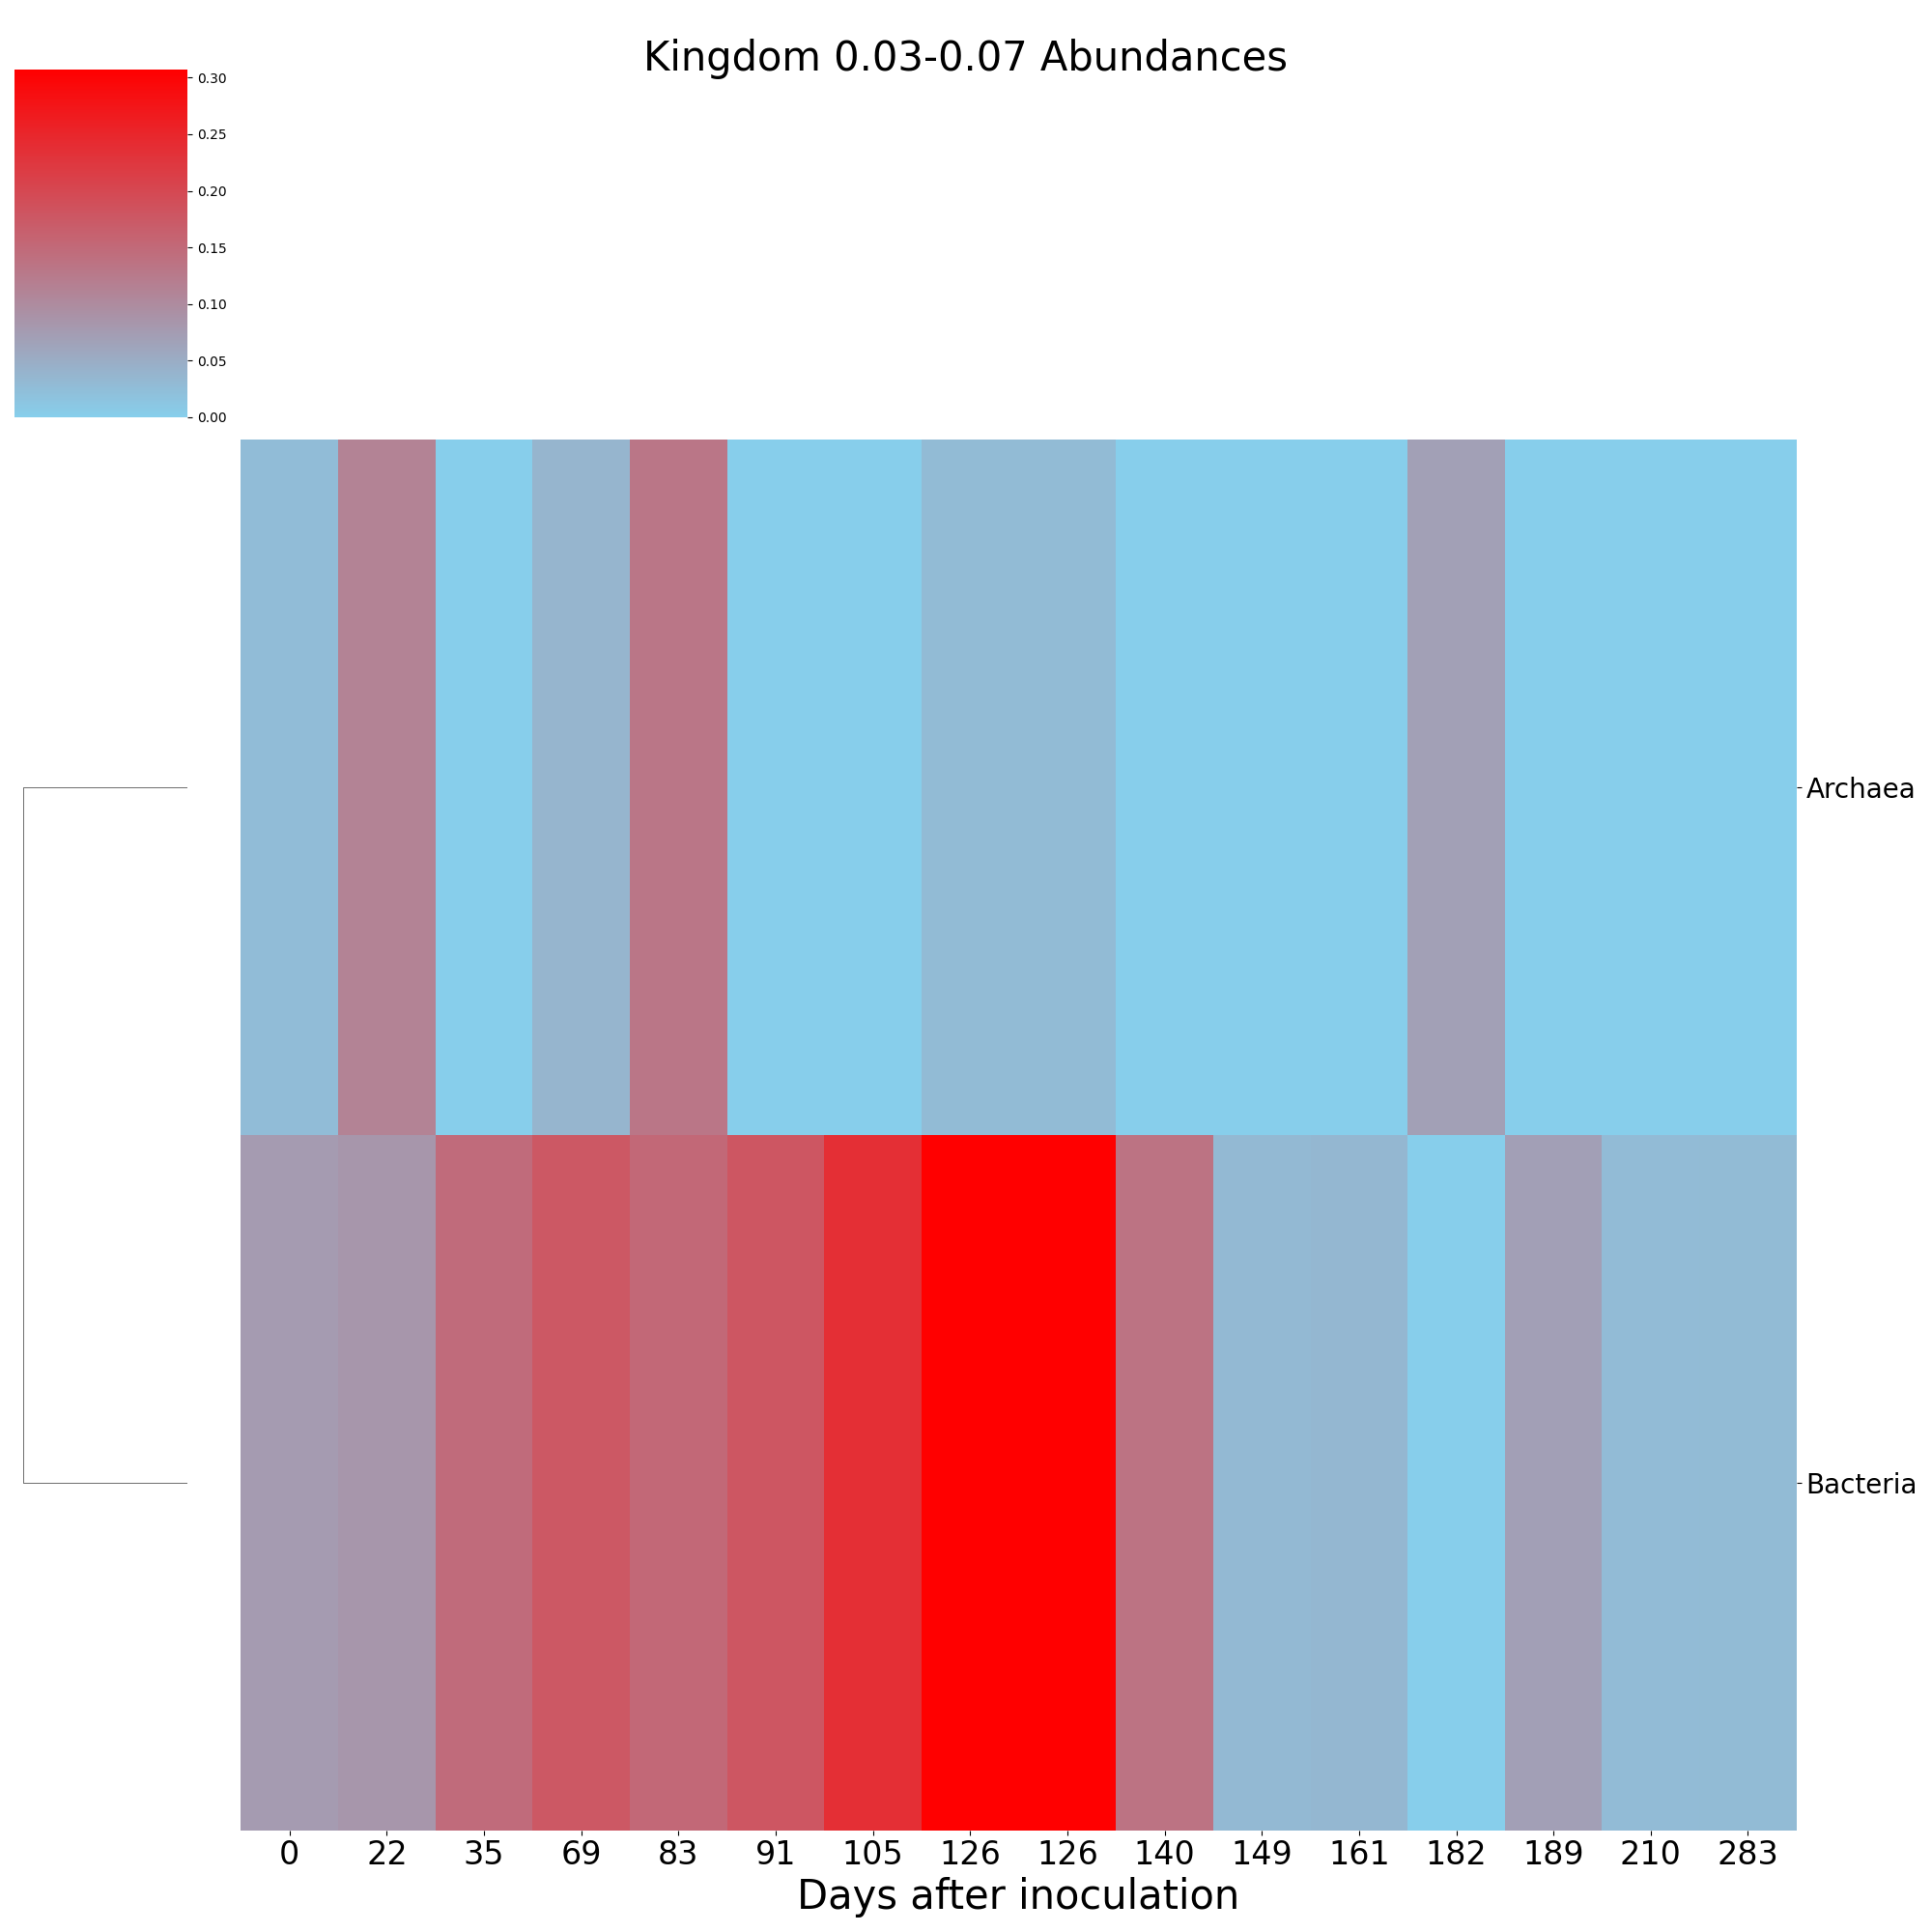 Kingdom 0.03-0.07 Abundances
0.30
0.25
0.20
0.15
0.10
0.05
0.00
Archaea
Bacteria
0 22 35 69 83 91 105 126 126 140 149 161 182 189 210 283
Days after inoculation